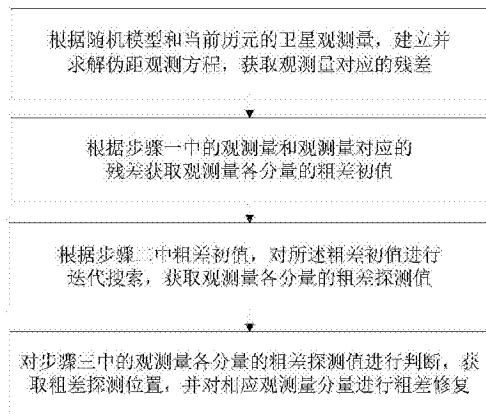 根据随机模型和当前历元的卫星观测量，建立并
求解伪距观测方程，获取观测量对应的残差
根据步骤一中的观测量和观测量对应的
残差获取观测量各分量的粗差初值
根据步骤二中粗差初值，对所述粗差初值进行
迭代搜索，获取观测量各分量的粗差探测值
对步骤三中的观测量各分量的粗差探测值进行判断，获
取粗差探测位置，并对相应观测量分量进行粗差修复